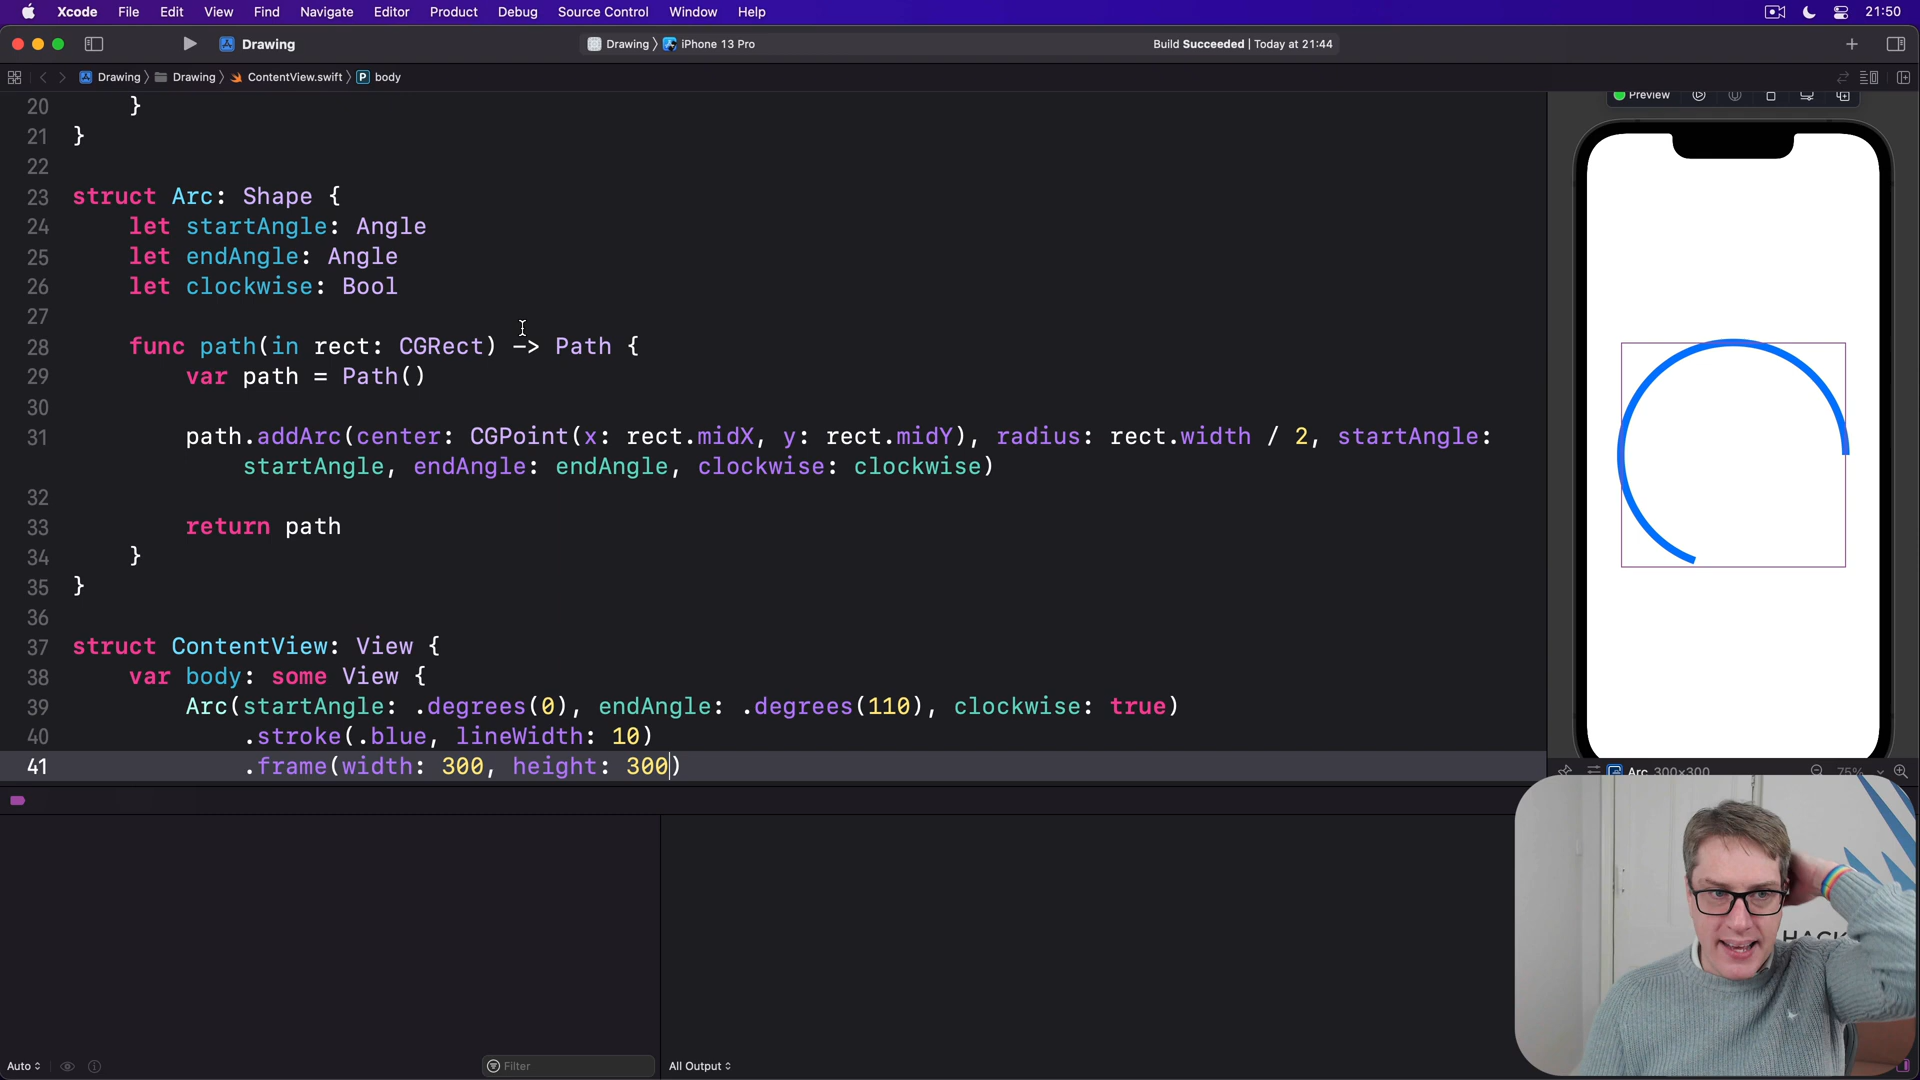 Xcode File Edit View Find Navigate Editor Product Debug Source Control Window Help 21:50
Drawing Drawing iPhone 13 Pro Build Succeeded | Today at 21:44
Drawing Drawing ContentView.swift P body
20 }
21 }
22
23 struct Arc: Shape {
24 let startAngle: Angle
25 let endAngle: Angle
26 let clockwise: Bool
27
28 func path(in rect: CGRect) -> Path {
29 var path = Path()
30
31 path.addArc(center: CGPoint(x: rect.midX, y: rect.midY), radius: rect.width / 2, startAngle:
startAngle, endAngle: endAngle, clockwise: clockwise)
32
33 return path
34 }
35 }
36
37 struct ContentView: View {
38 var body: some View {
39 Arc(startAngle: .degrees(0), endAngle: .degrees(110), clockwise: true)
40 .stroke(.blue, lineWidth: 10)
41 .frame(width: 300, height: 300)
Preview
Arc 300×300 75%
HACK
Auto Filter All Output